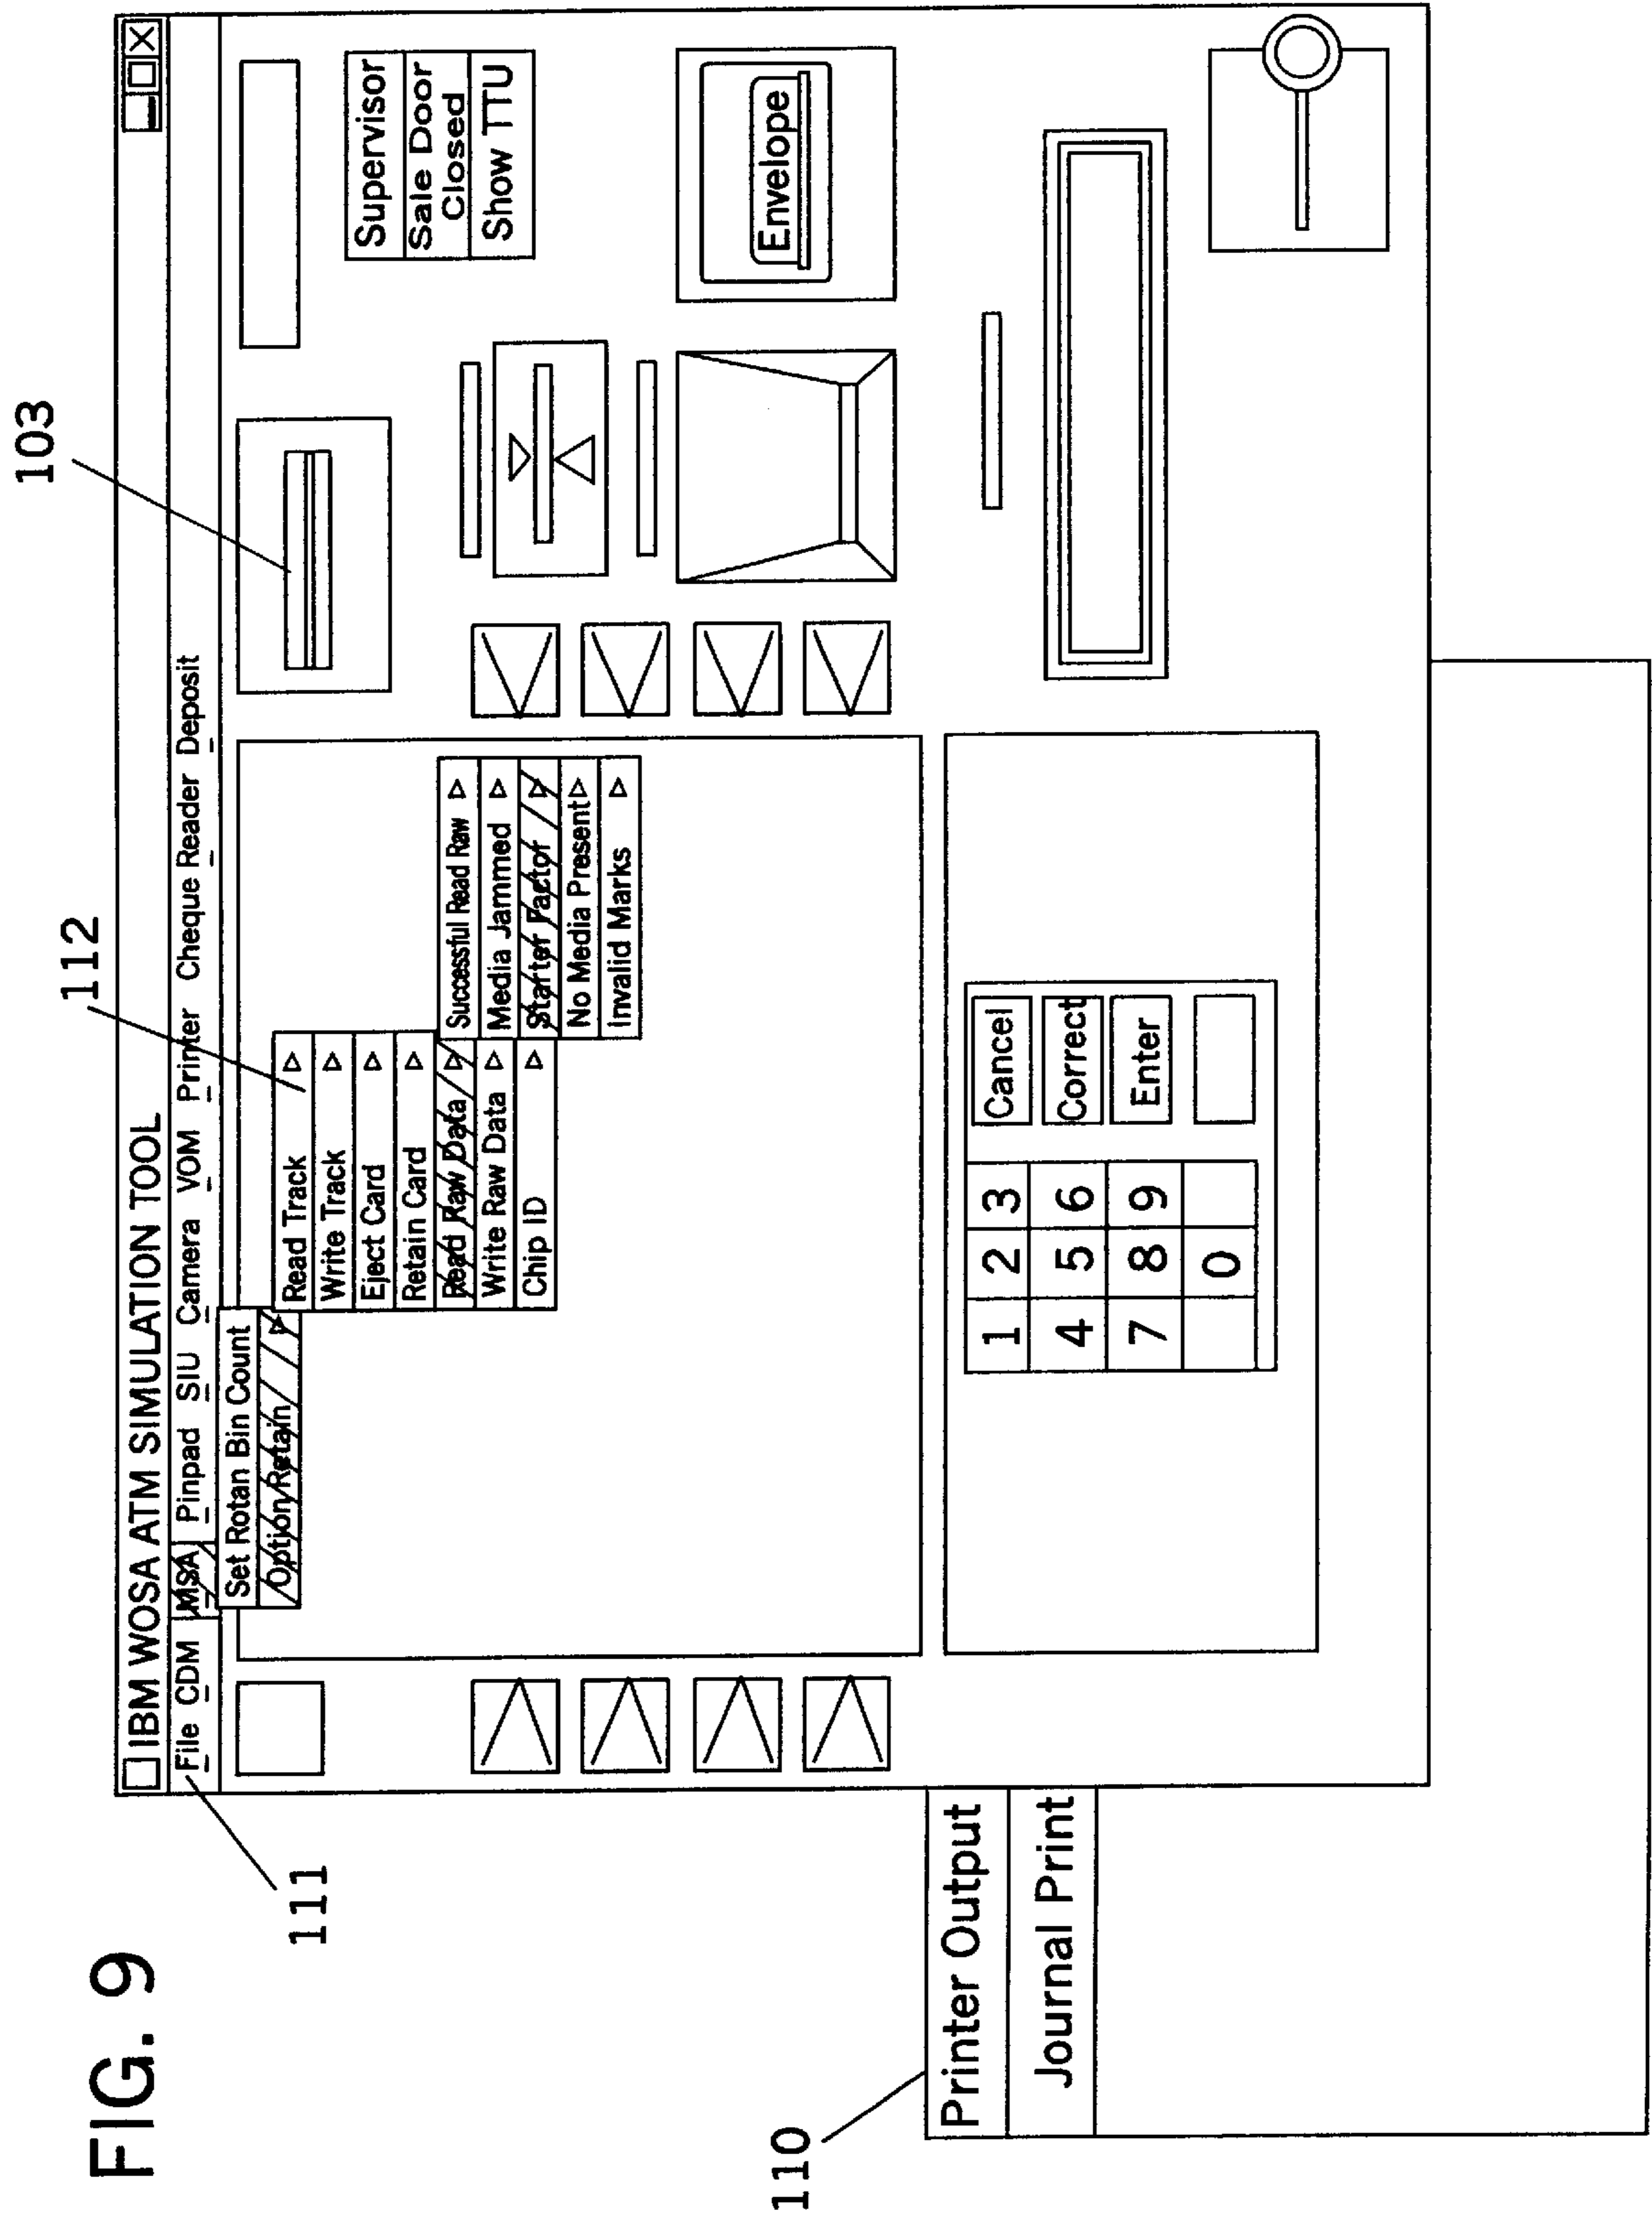 FIG. 9
103
112
111
110
IBM WOSA ATM SIMULATION TOOL
File CDM MSA Pinpad SIU Camera VOM Printer Cheque Reader Deposit
Set Rotan Bin Count
Option Retain
Read Track
Write Track
Eject Card
Retain Card
Read Raw Data
Write Raw Data
Chip ID
Successful Read Raw
Media Jammed
Starter Factor
No Media Present
Invalid Marks
Supervisor
Sale Door
Closed
Show TTU
Envelope
1 2 3 Cancel
4 5 6 Correct
7 8 9 Enter
0
Printer Output
Journal Print